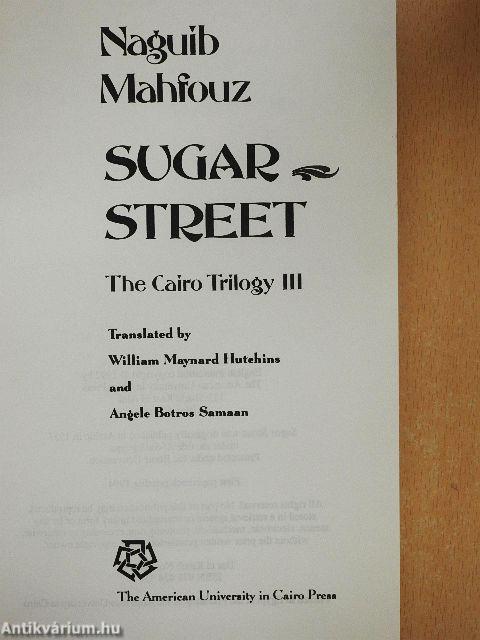 Naguib
Mahfouz
SUGAR
STREET
The Cairo Trilogy III
Translated by
William Maynard Hutchins
and
Angele Botros Samaan
The American University in Cairo Press
Antikvárium.hu